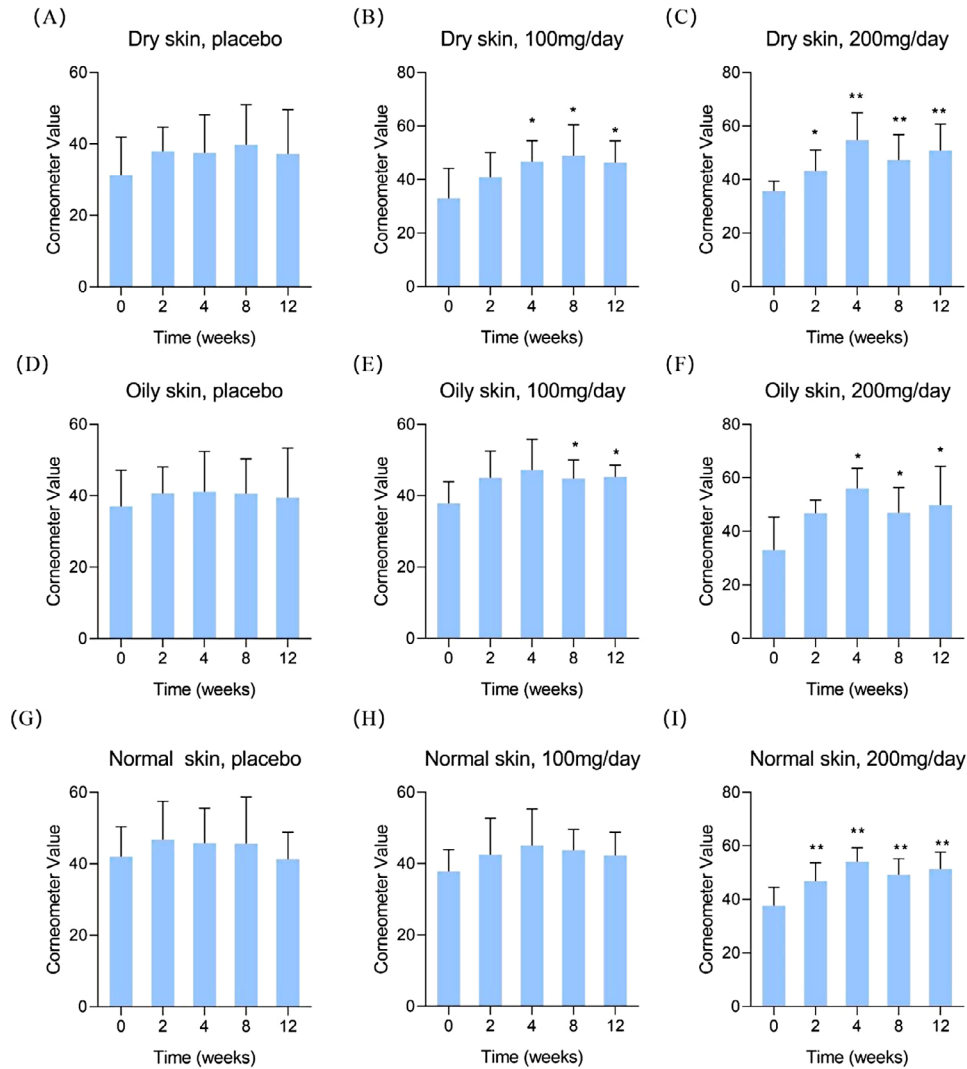 (A)
Dry skin, placebo
60
40
20
0
Corneometer Value
0 2 4 8 12
Time (weeks)
(B)
Dry skin, 100mg/day
80
60
40
20
0
Corneometer Value
* * *
0 2 4 8 12
Time (weeks)
(C)
Dry skin, 200mg/day
80
60
40
20
0
Corneometer Value
* ** ** **
0 2 4 8 12
Time (weeks)
(D)
Oily skin, placebo
60
40
20
0
Corneometer Value
0 2 4 8 12
Time (weeks)
(E)
Oily skin, 100mg/day
60
40
20
0
Corneometer Value
* *
0 2 4 8 12
Time (weeks)
(F)
Oily skin, 200mg/day
80
60
40
20
0
Corneometer Value
* * *
0 2 4 8 12
Time (weeks)
(G)
Normal skin, placebo
60
40
20
0
Corneometer Value
0 2 4 8 12
Time (weeks)
(H)
Normal skin, 100mg/day
60
40
20
0
Corneometer Value
0 2 4 8 12
Time (weeks)
(I)
Normal skin, 200mg/day
80
60
40
20
0
Corneometer Value
** ** ** **
0 2 4 8 12
Time (weeks)